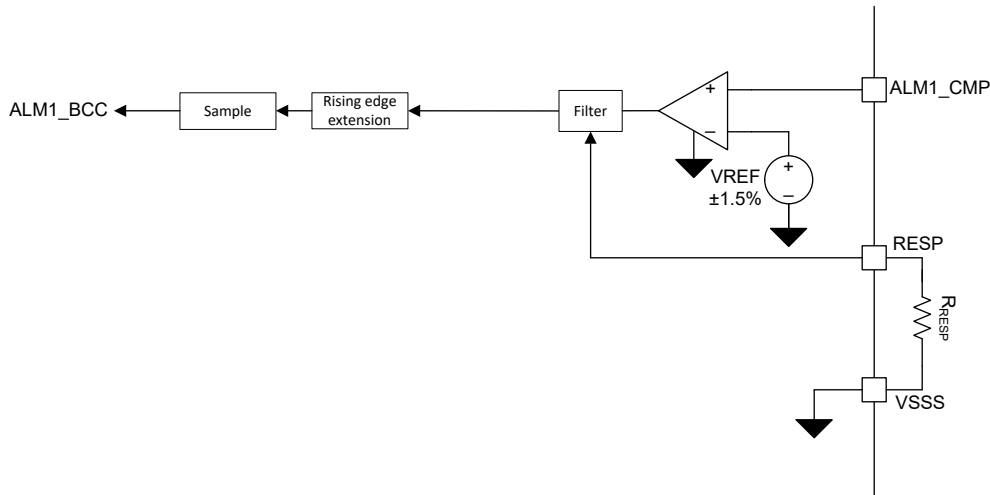 ALM1_CMP
ALM1_BCC
Sample
Rising edge
extension
Filter
+
–
VREF
±1.5%
+
–
RESP
RRESP
VSSS